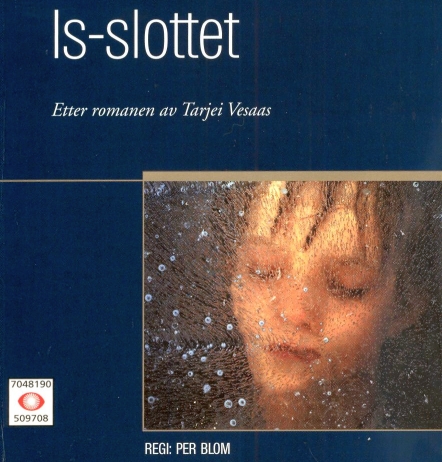 Is-slottet
Etter romanen av Tarjei Vesaas
7048190
509708
REGI: PER BLOM